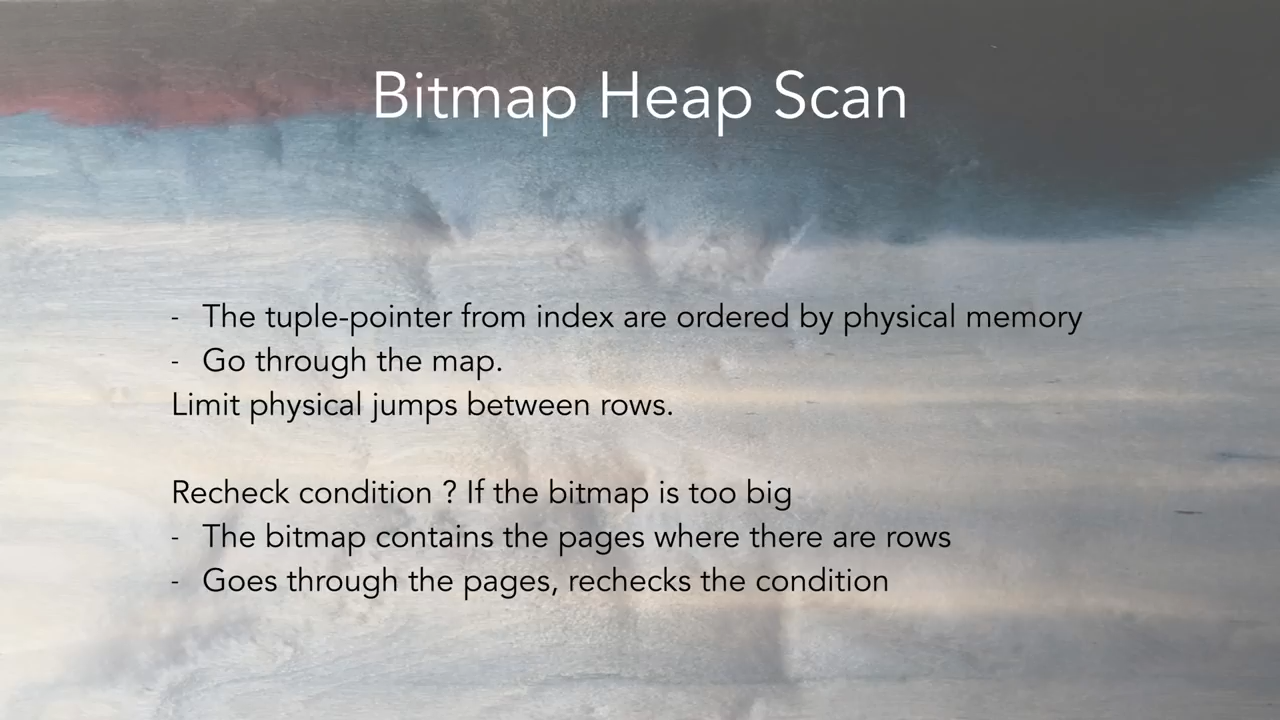 Bitmap Heap Scan
- The tuple-pointer from index are ordered by physical memory
- Go through the map.
Limit physical jumps between rows.
Recheck condition ? If the bitmap is too big
- The bitmap contains the pages where there are rows
- Goes through the pages, rechecks the condition